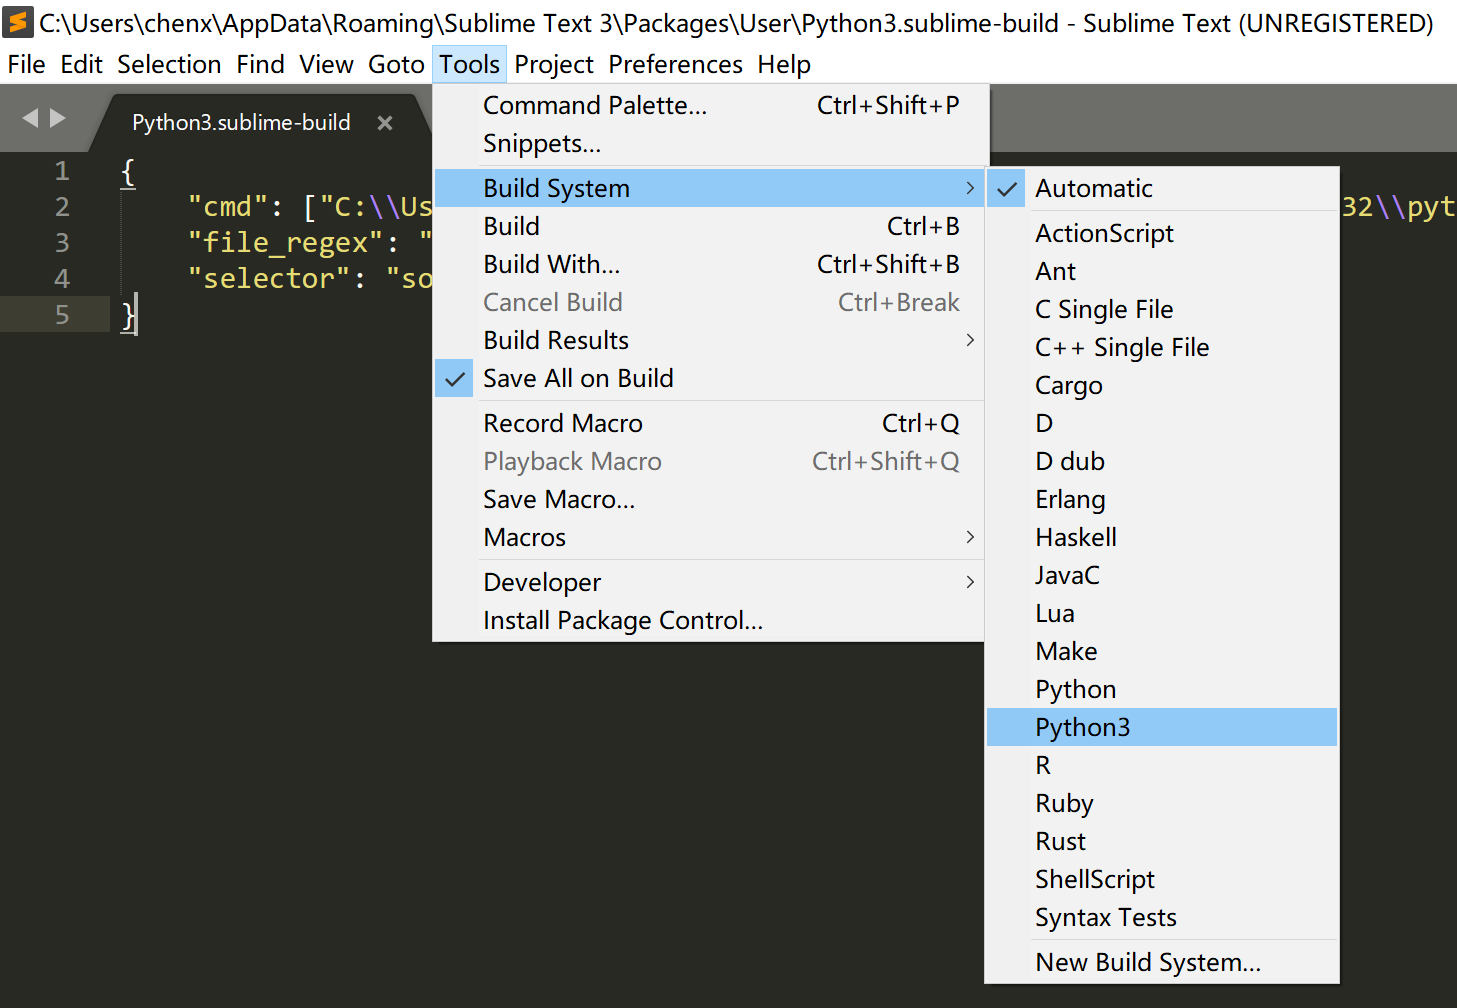 C:\Users\chenx\AppData\Roaming\Sublime Text 3\Packages\User\Python3.sublime-build - Sublime Text (UNREGISTERED)
File Edit Selection Find View Goto Tools Project Preferences Help
Python3.sublime-build
1 {
2 "cmd": ["C:\\Us 32\\pyt
3 "file_regex": "
4 "selector": "so
5 }
Command Palette... Ctrl+Shift+P
Snippets...
Build System
Build Ctrl+B
Build With... Ctrl+Shift+B
Cancel Build Ctrl+Break
Build Results
Save All on Build
Record Macro Ctrl+Q
Playback Macro Ctrl+Shift+Q
Save Macro...
Macros
Developer
Install Package Control...
Automatic
ActionScript
Ant
C Single File
C++ Single File
Cargo
D
D dub
Erlang
Haskell
JavaC
Lua
Make
Python
Python3
R
Ruby
Rust
ShellScript
Syntax Tests
New Build System...